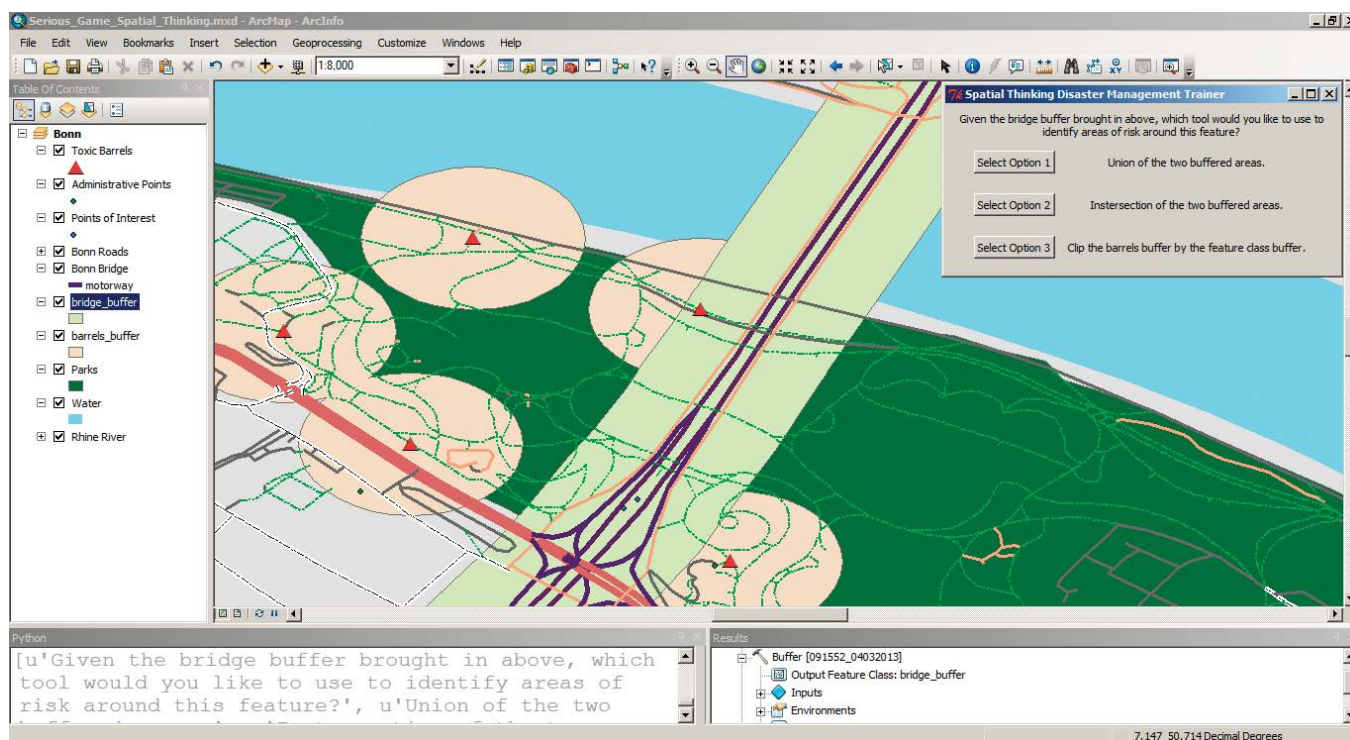 Serious_Game_Spatial_Thinking.mxd - ArcMap - ArcInfo
File Edit View Bookmarks Insert Selection Geoprocessing Customize Windows Help
1:8,000
Table Of Contents
Bonn
Toxic Barrels
Administrative Points
Points of Interest
Bonn Roads
Bonn Bridge
motorway
bridge_buffer
barrels_buffer
Parks
Water
Rhine River
Spatial Thinking Disaster Management Trainer
Given the bridge buffer brought in above, which tool would you like to use to
identify areas of risk around this feature?
Select Option 1 Union of the two buffered areas.
Select Option 2 Instersection of the two buffered areas.
Select Option 3 Clip the barrels buffer by the feature class buffer.
Python
[u'Given the bridge buffer brought in above, which
tool would you like to use to identify areas of
risk around this feature?', u'Union of the two
Results
Buffer [091552_04032013]
Output Feature Class: bridge_buffer
Inputs
Environments
7.147 50.714 Decimal Degrees